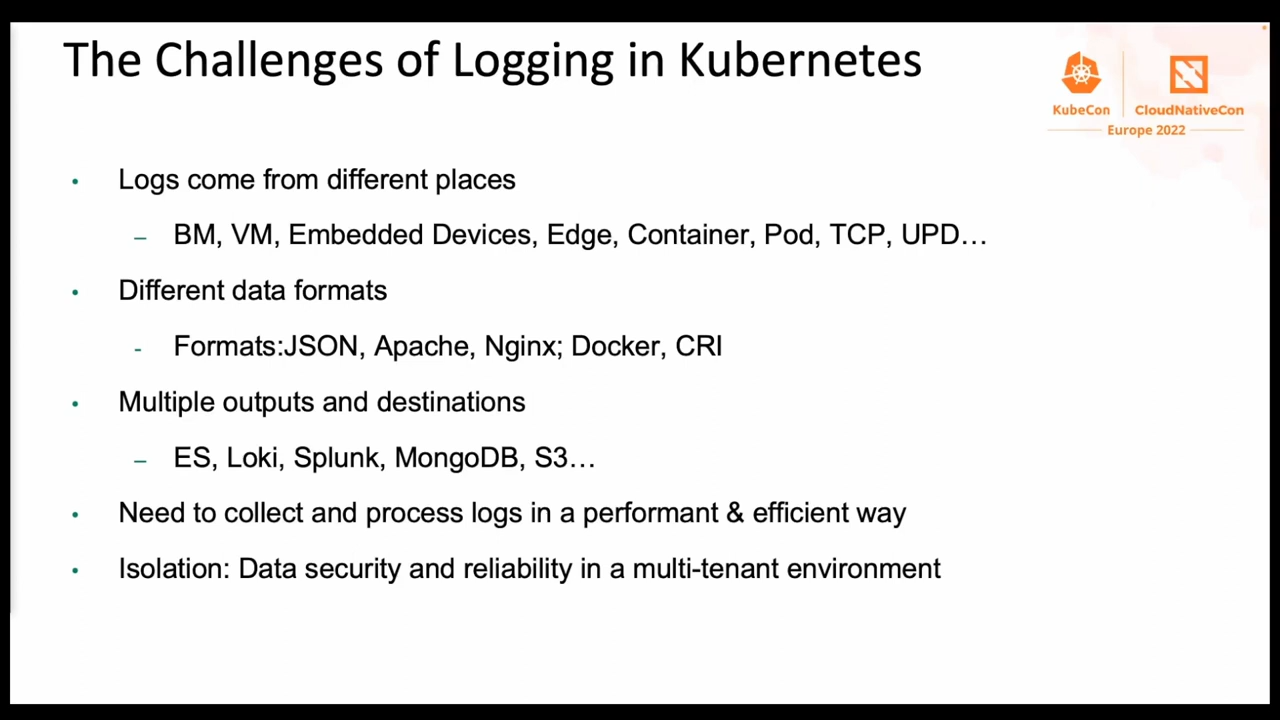 The Challenges of Logging in Kubernetes
KubeCon
CloudNativeCon
Europe 2022
• Logs come from different places
– BM, VM, Embedded Devices, Edge, Container, Pod, TCP, UPD…
• Different data formats
- Formats:JSON, Apache, Nginx; Docker, CRI
• Multiple outputs and destinations
– ES, Loki, Splunk, MongoDB, S3…
• Need to collect and process logs in a performant & efficient way
• Isolation: Data security and reliability in a multi-tenant environment